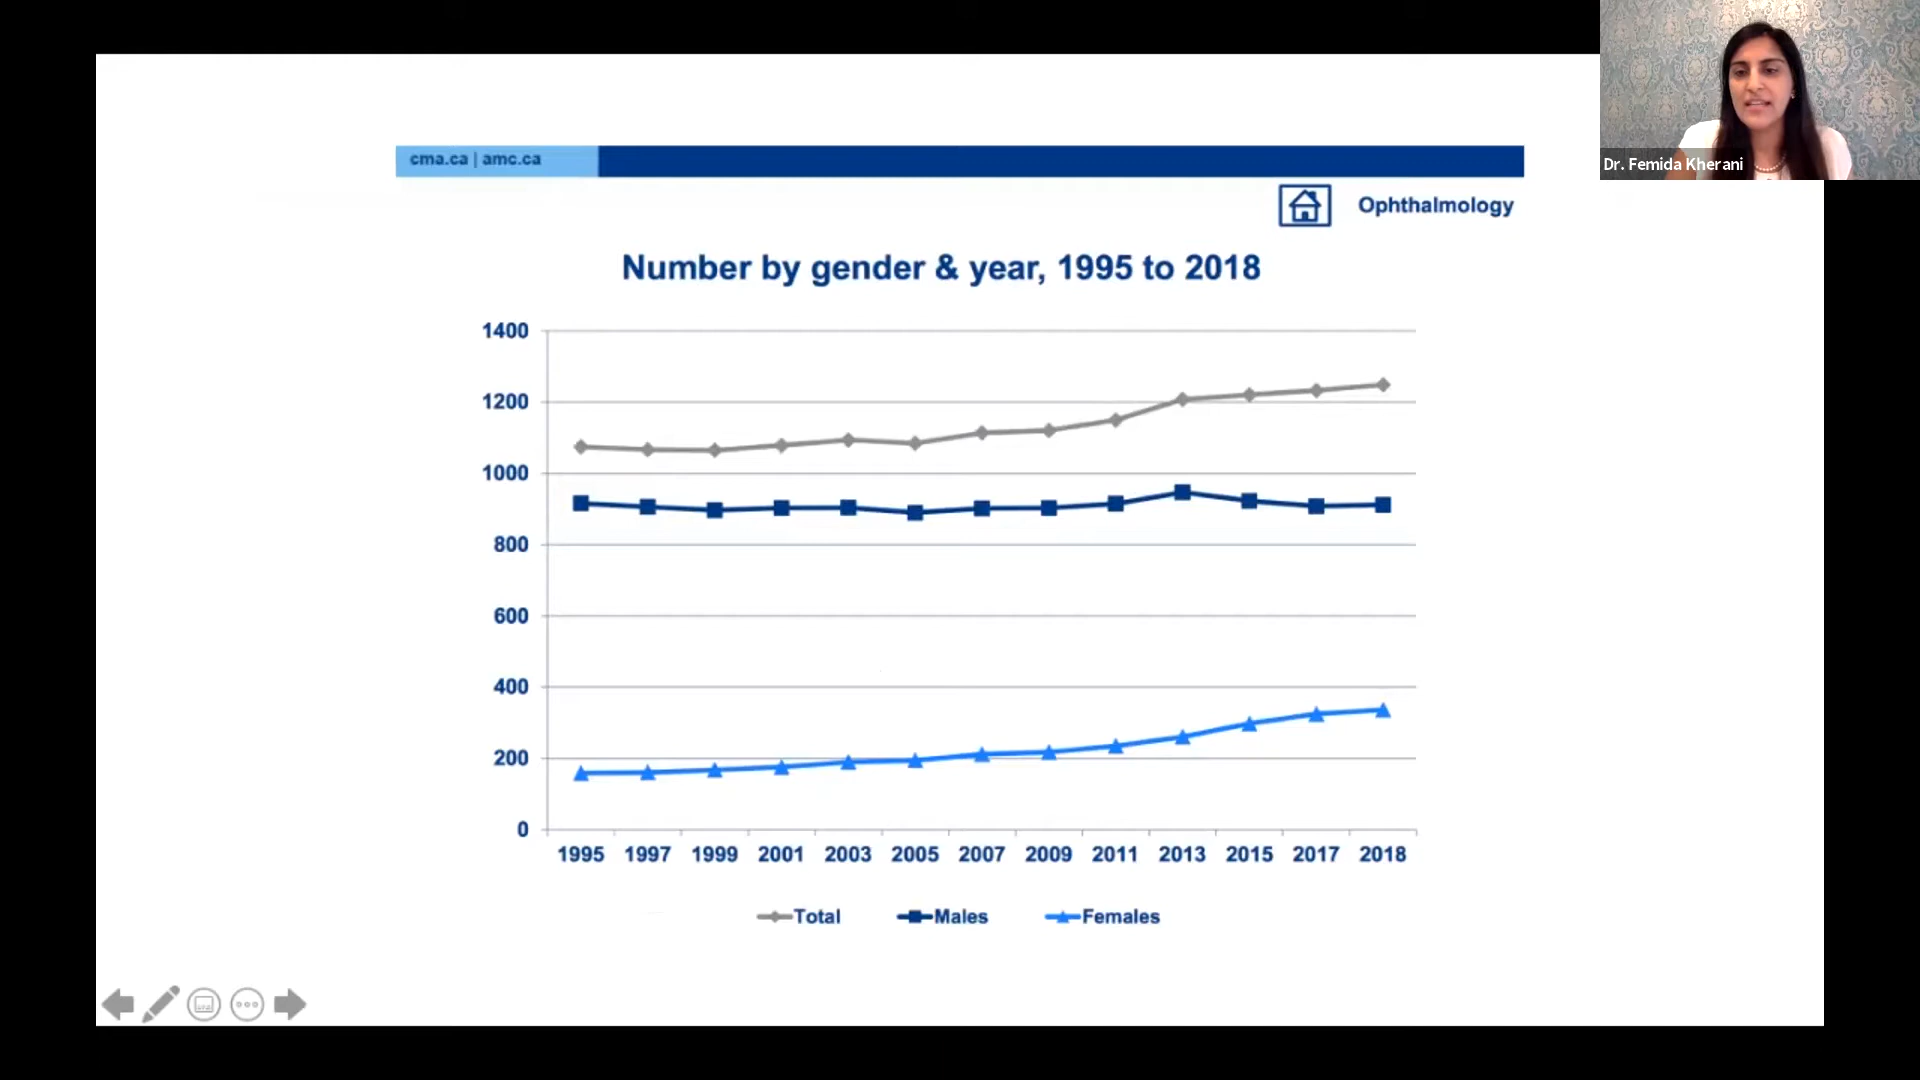 cma.ca | amc.ca
Dr. Femida Kherani
Ophthalmology
Number by gender & year, 1995 to 2018
1400
1200
1000
800
600
400
200
0
1995 1997 1999 2001 2003 2005 2007 2009 2011 2013 2015 2017 2018
Total Males Females